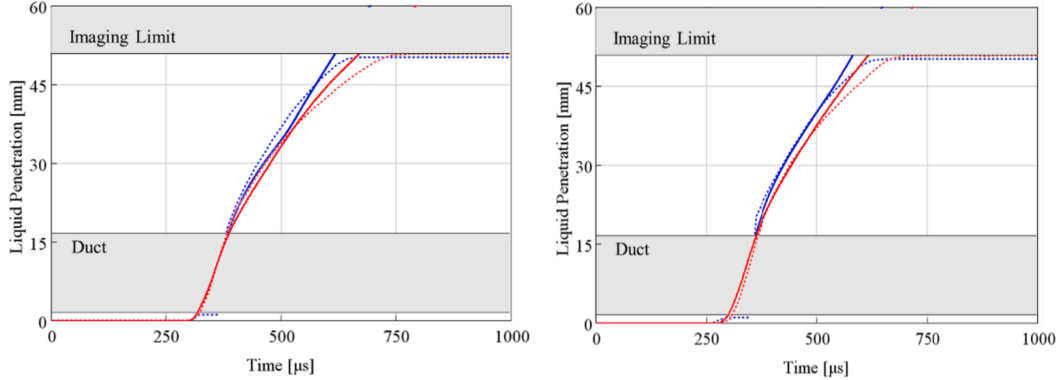 60
Imaging Limit
45
30
15
Duct
0
0 250 500 750 1000
Time [μs]
Liquid Penetration [mm]
60
Imaging Limit
45
30
15
Duct
0
0 250 500 750 1000
Time [μs]
Liquid Penetration [mm]